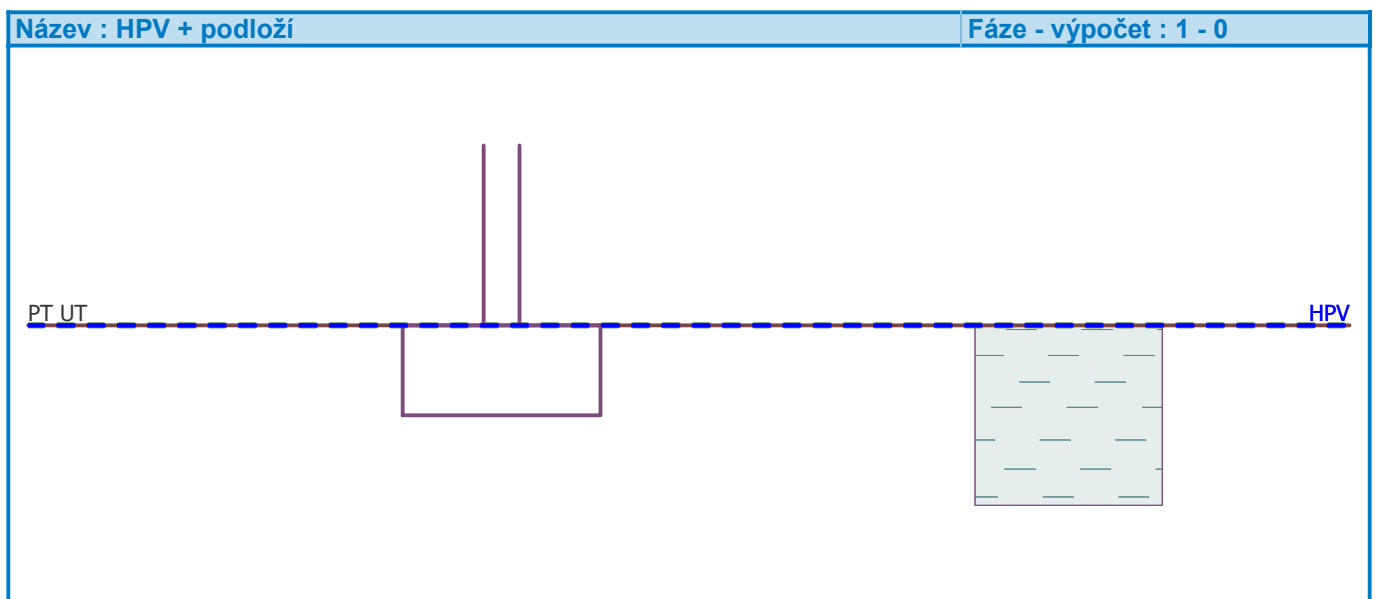 Název : HPV + podloží
Fáze - výpočet : 1 - 0
PT UT
HPV